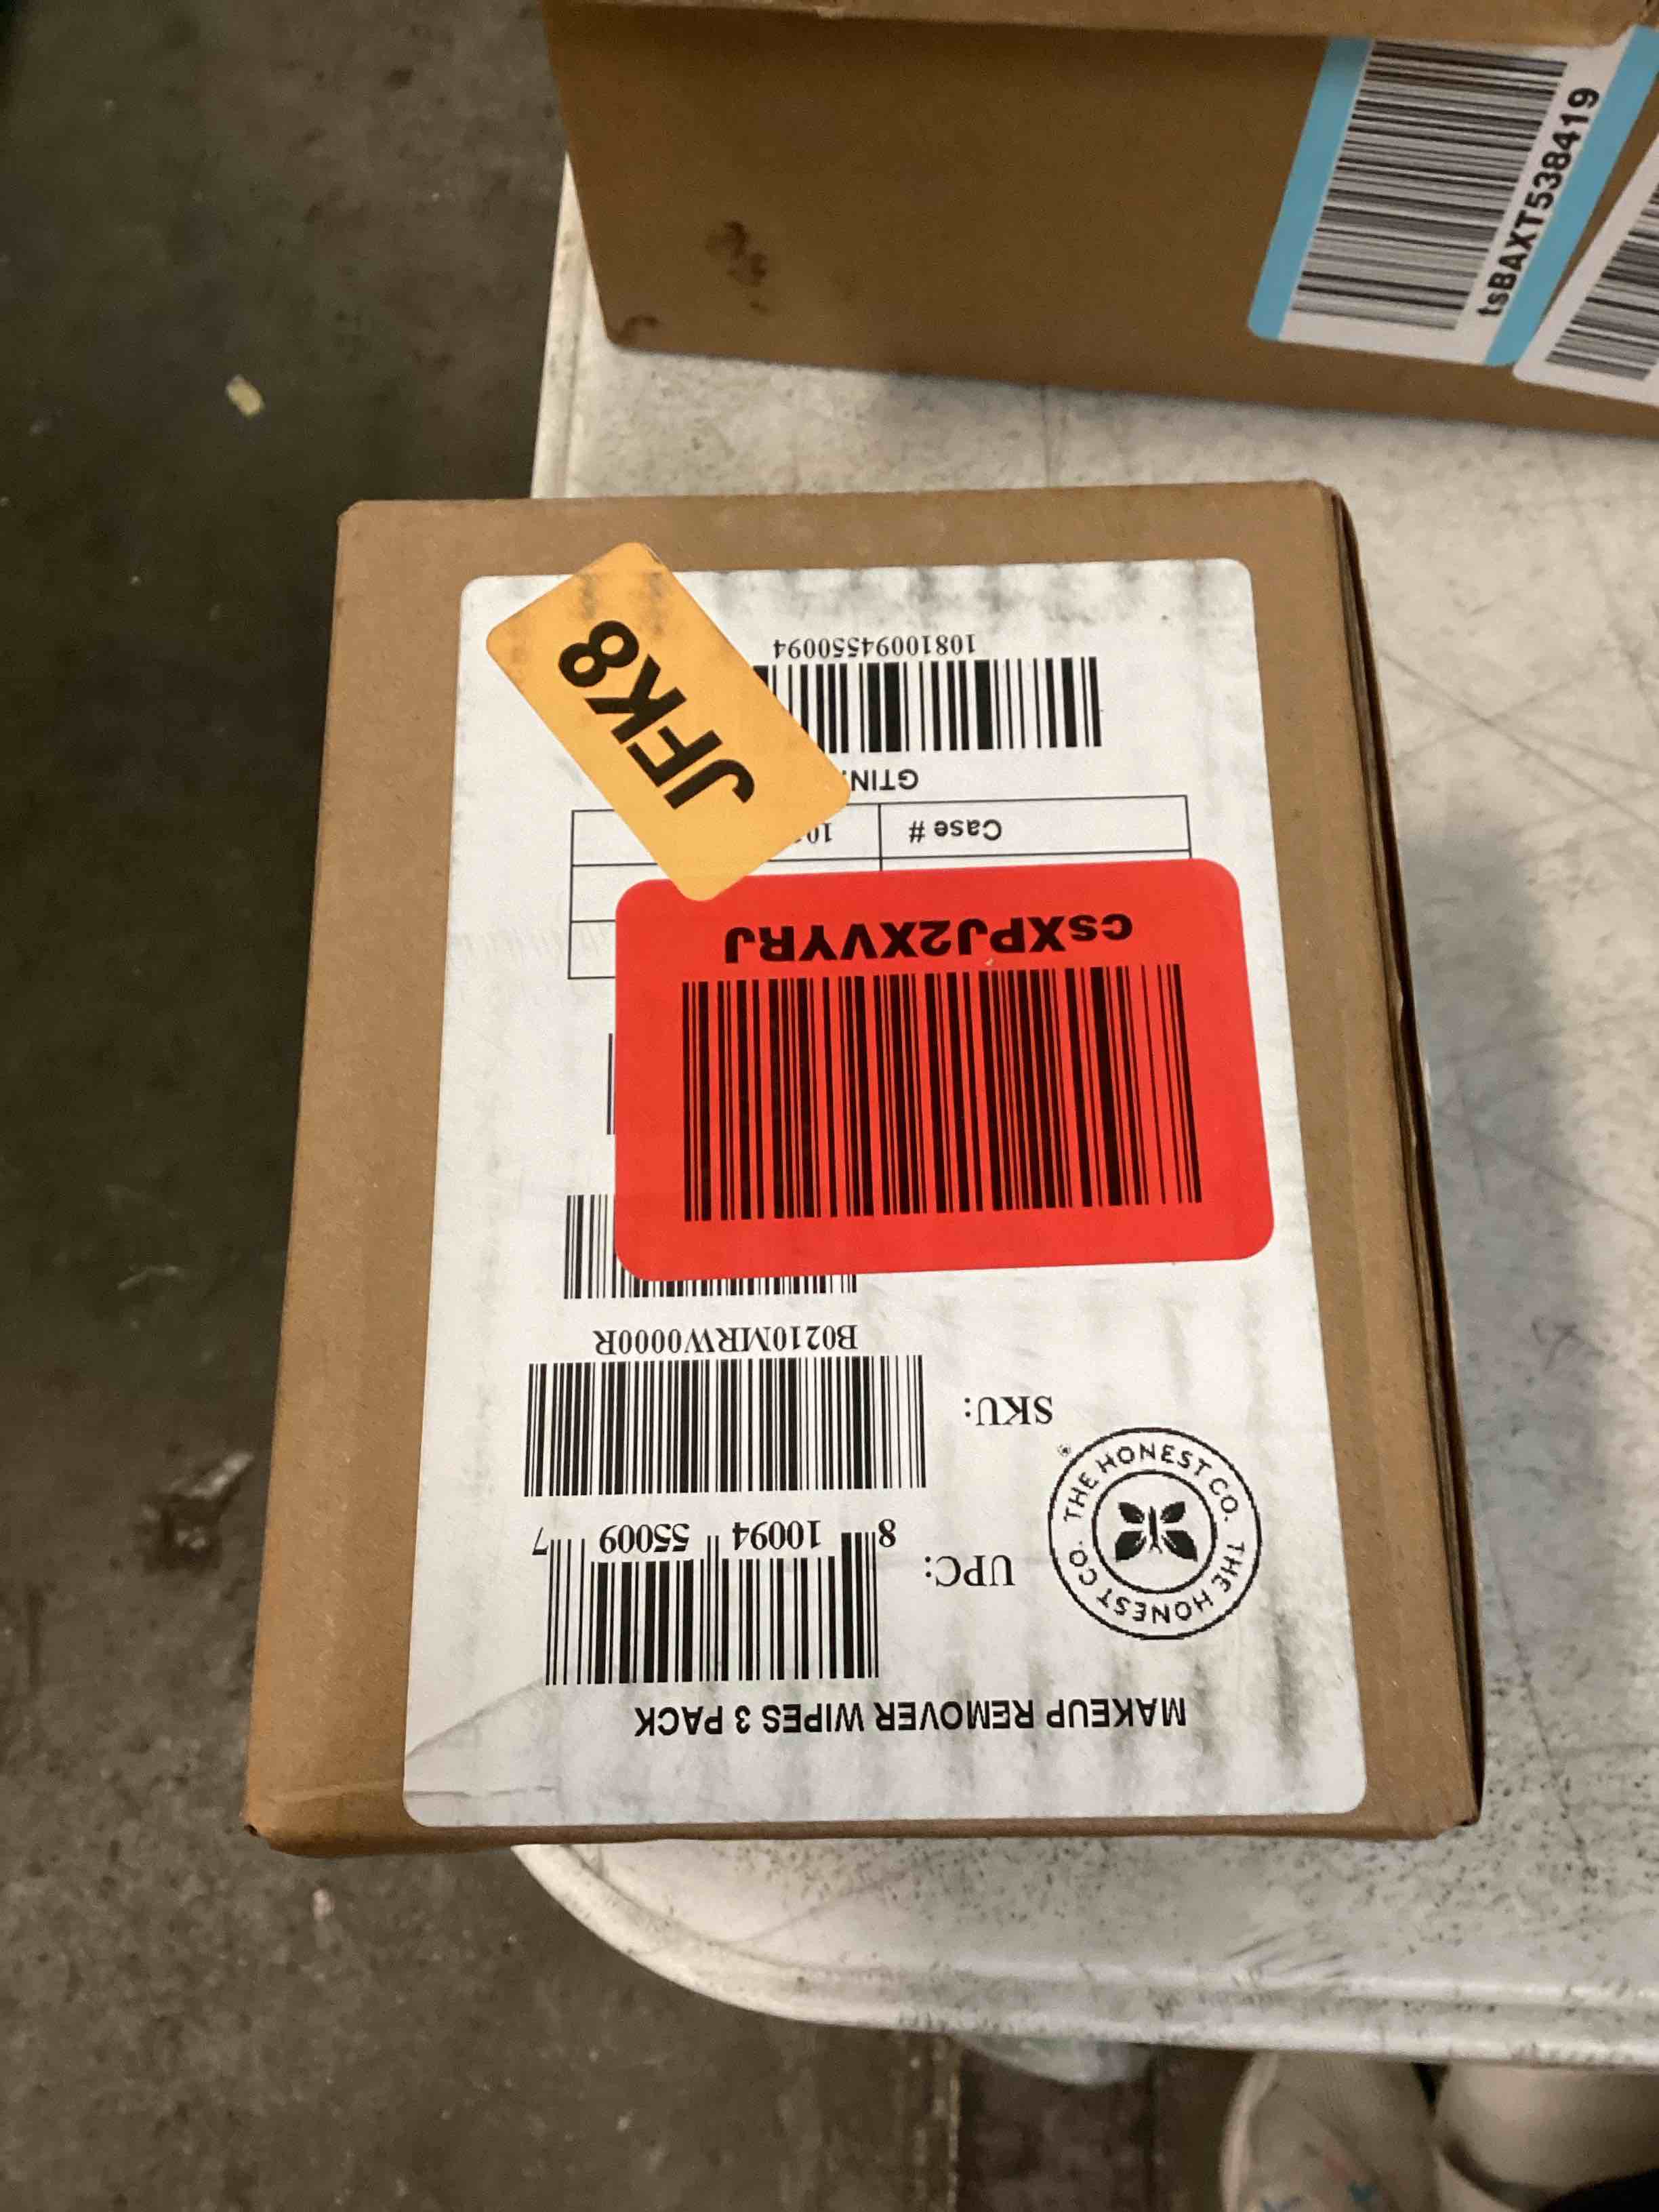 tsBAXT538419
MAKEUP REMOVER WIPES 3 PACK
THE HONEST CO. THE HONEST CO.
®
UPC:
8 10094 55009 7
SKU:
B0210MRW0000R
csXPJ2XVYRJ
Case #
10
GTIN
10810094550094
JFK8